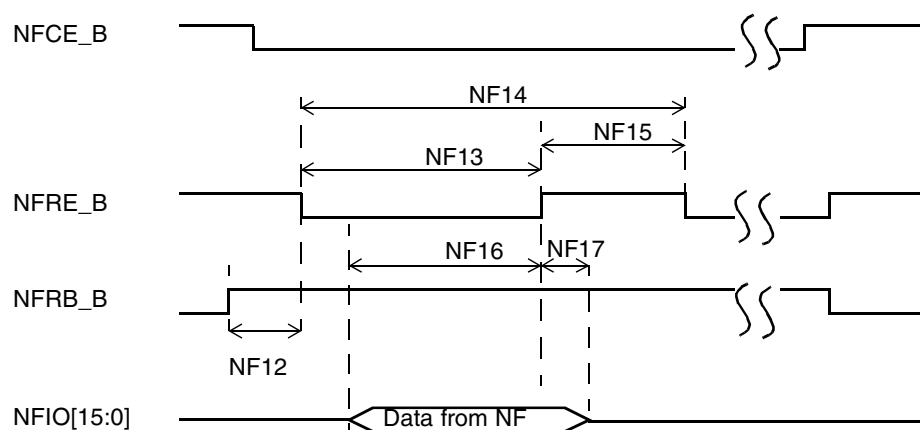 NFCE_B
NF14
NF15
NF13
NFRE_B
NF16
NF17
NFRB_B
NF12
NFIO[15:0]
Data from NF